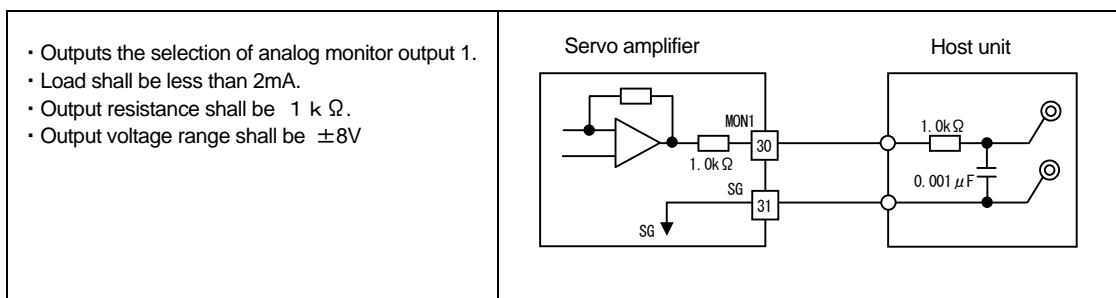 ・Outputs the selection of analog monitor output 1.
・Load shall be less than 2mA.
・Output resistance shall be １ｋΩ.
・Output voltage range shall be ±8V
Servo amplifier
Host unit
MON1
30
1.0kΩ
1.0kΩ
0.001μF
SG
31
SG